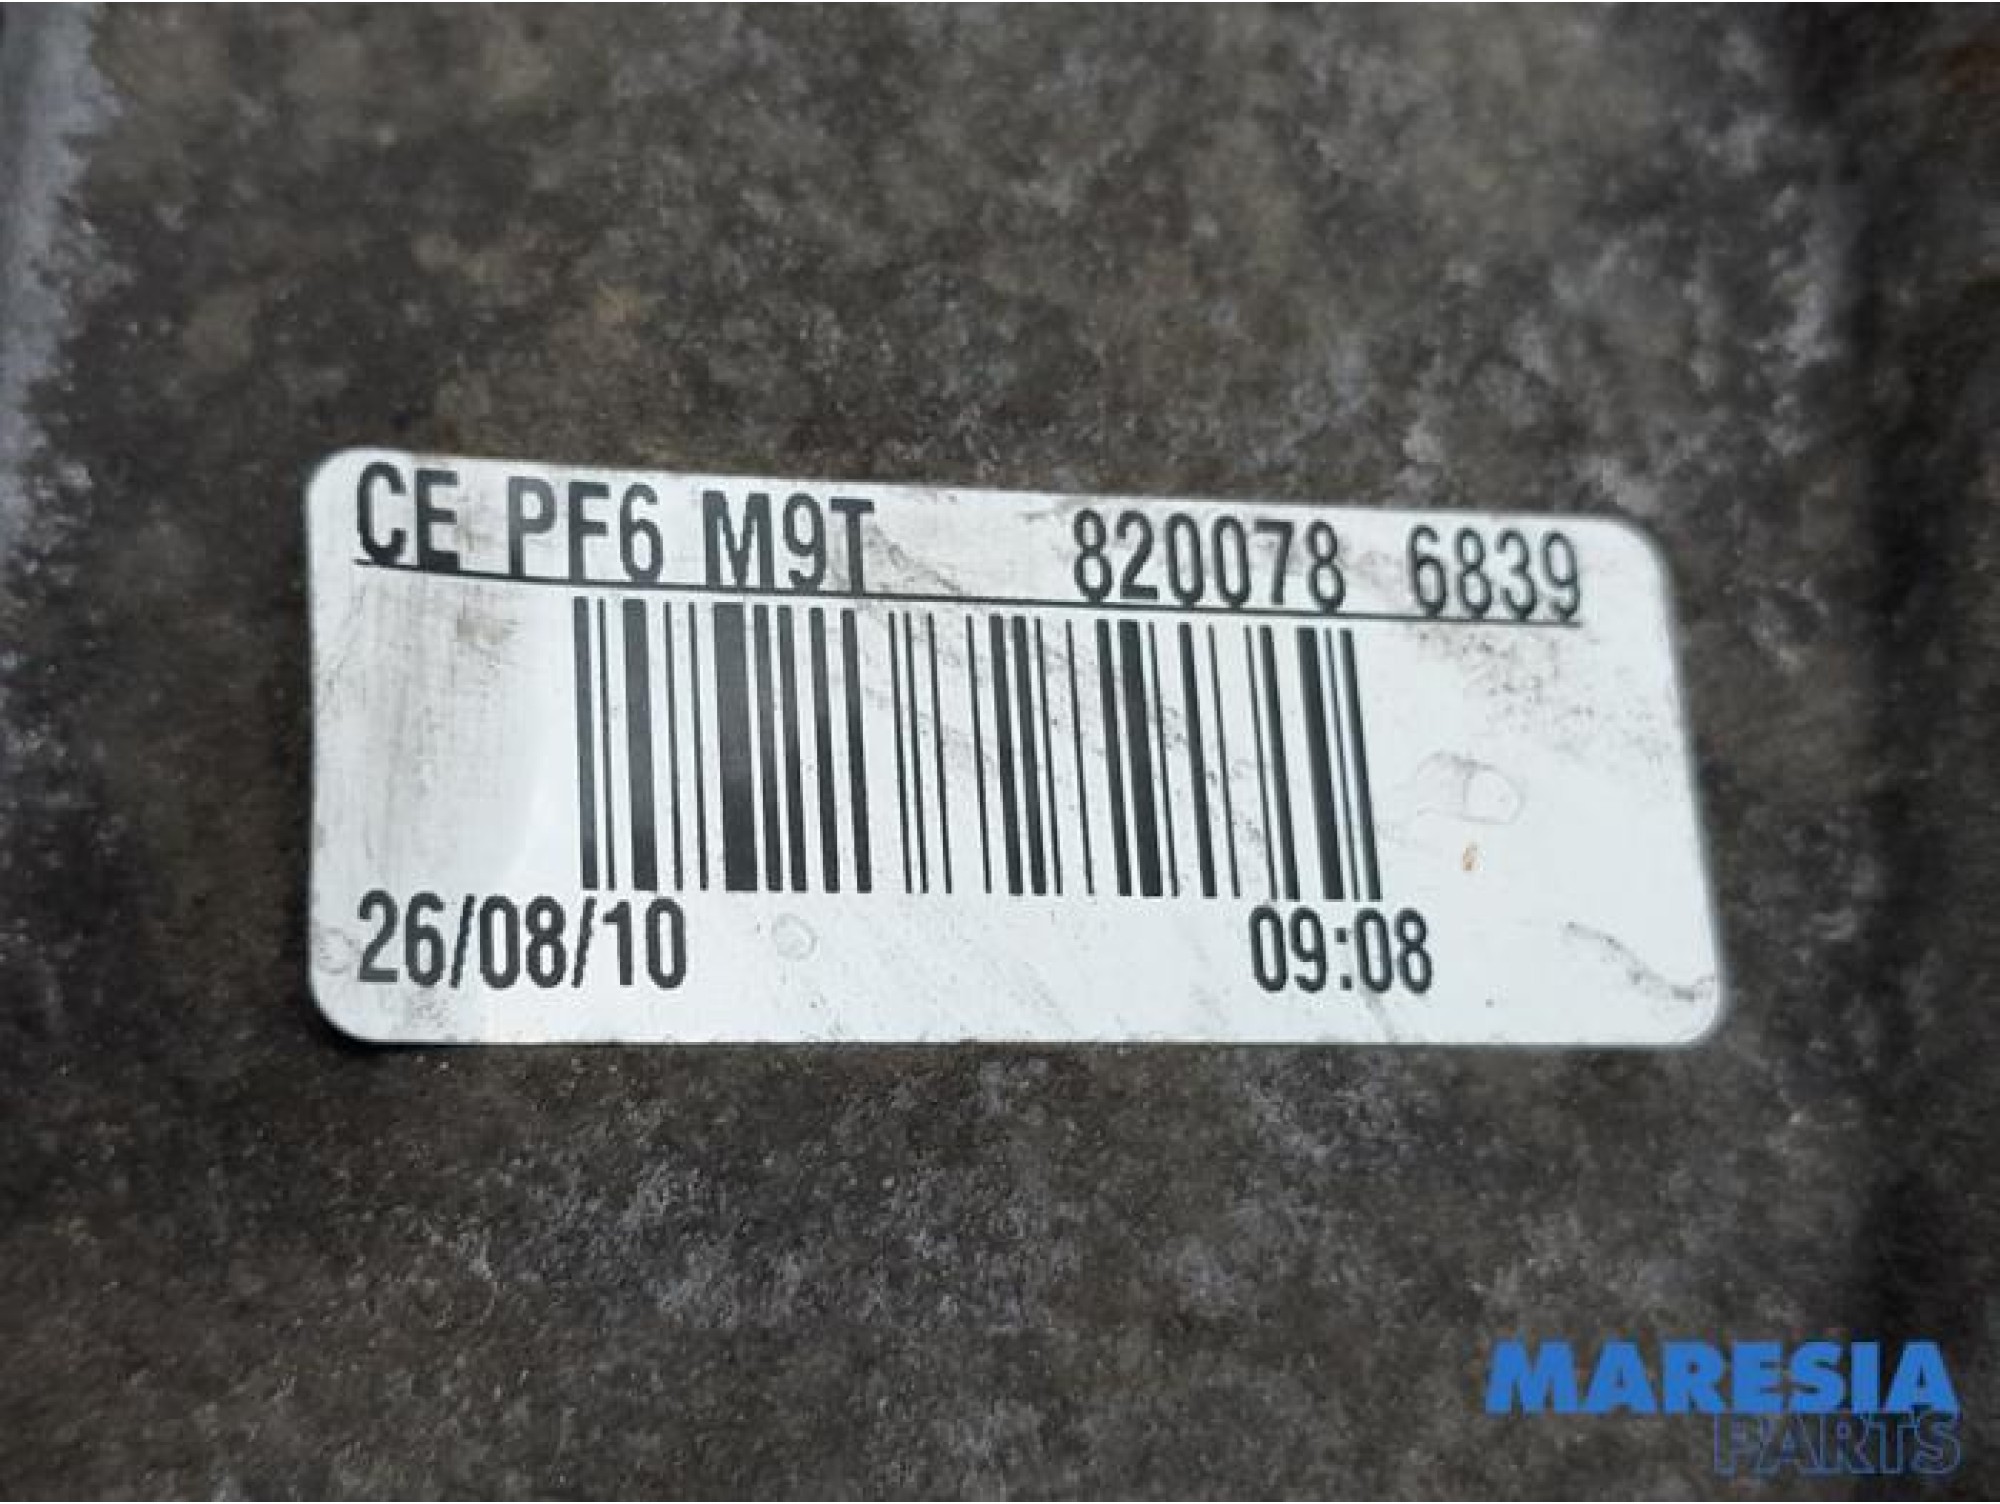 CE PF6 M9T 820078 6839
26/08/10 09:08
MARESIA
PARTS